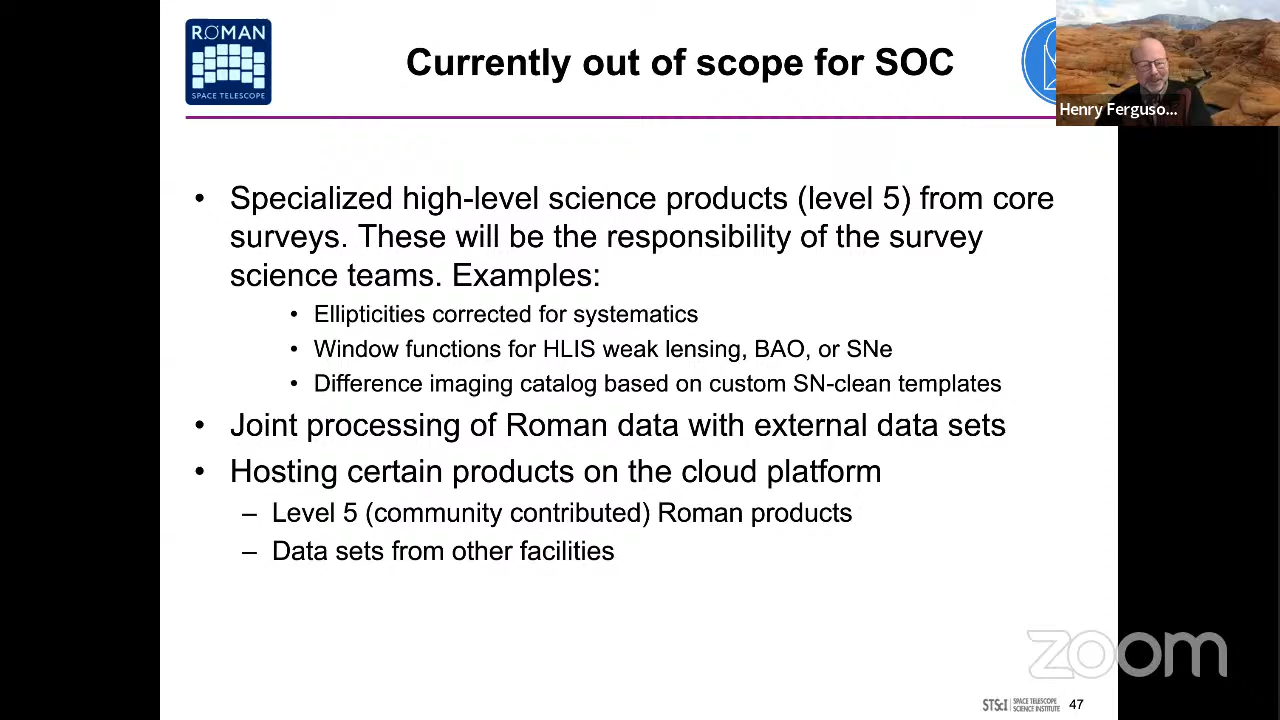 ROMAN
SPACE TELESCOPE
Currently out of scope for SOC
Henry Ferguso...
• Specialized high-level science products (level 5) from core
surveys. These will be the responsibility of the survey
science teams. Examples:
• Ellipticities corrected for systematics
• Window functions for HLIS weak lensing, BAO, or SNe
• Difference imaging catalog based on custom SN-clean templates
• Joint processing of Roman data with external data sets
• Hosting certain products on the cloud platform
– Level 5 (community contributed) Roman products
– Data sets from other facilities
zoom
STScI | SPACE TELESCOPE
SCIENCE INSTITUTE
47